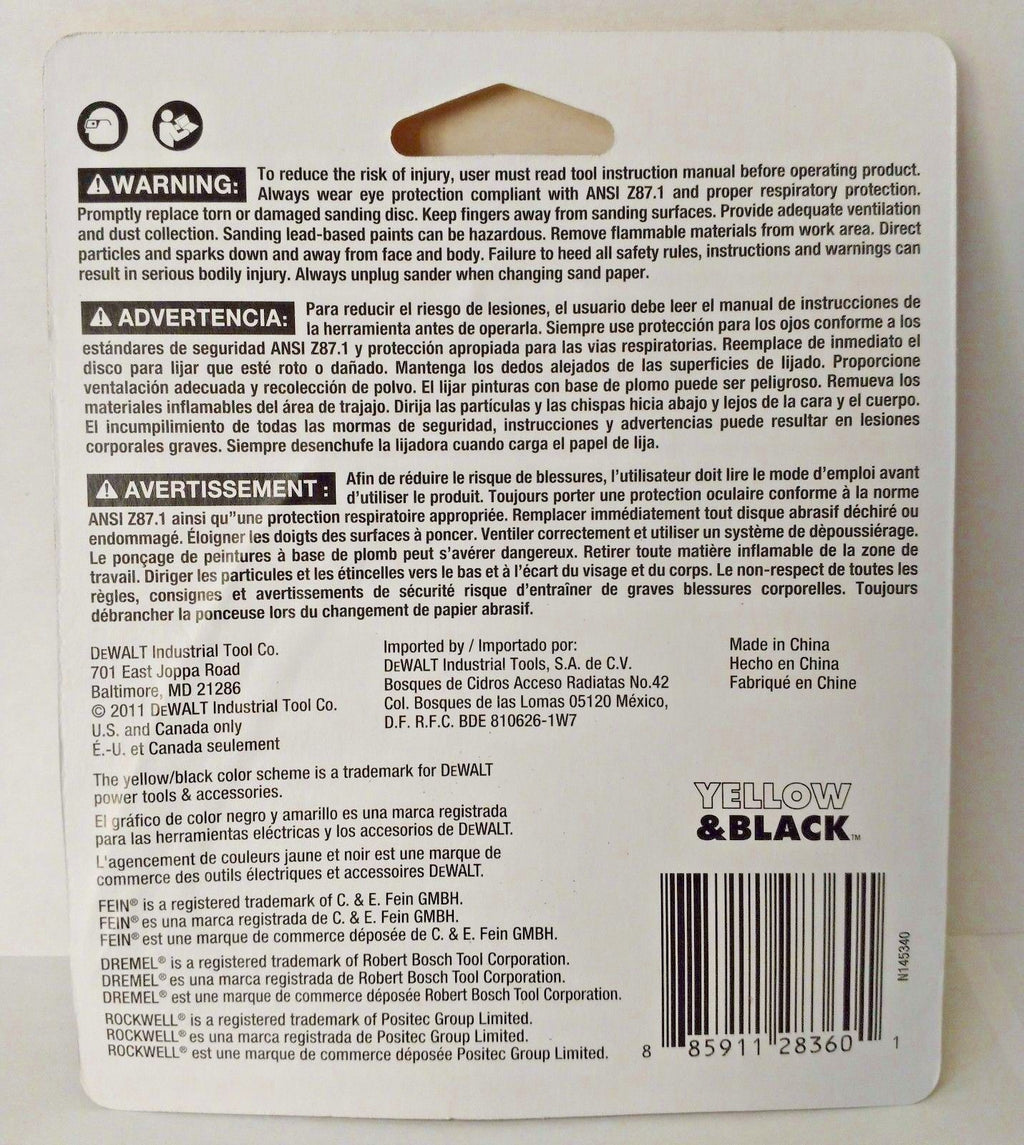 ⚠WARNING: To reduce the risk of injury, user must read tool instruction manual before operating product.
Always wear eye protection compliant with ANSI Z87.1 and proper respiratory protection.
Promptly replace torn or damaged sanding disc. Keep fingers away from sanding surfaces. Provide adequate ventilation
and dust collection. Sanding lead-based paints can be hazardous. Remove flammable materials from work area. Direct
particles and sparks down and away from face and body. Failure to heed all safety rules, instructions and warnings can
result in serious bodily injury. Always unplug sander when changing sand paper.
⚠ ADVERTENCIA: Para reducir el riesgo de lesiones, el usuario debe leer el manual de instrucciones de
la herramienta antes de operarla. Siempre use protección para los ojos conforme a los
estándares de seguridad ANSI Z87.1 y protección apropiada para las vias respiratorias. Reemplace de inmediato el
disco para lijar que esté roto o dañado. Mantenga los dedos alejados de las superficies de lijado. Proporcione
ventalación adecuada y recolección de polvo. El lijar pinturas con base de plomo puede ser peligroso. Remueva los
materiales inflamables del área de trajajo. Dirija las partículas y las chispas hicia abajo y lejos de la cara y el cuerpo.
El incumpilimiento de todas las mormas de seguridad, instrucciones y advertencias puede resultar en lesiones
corporales graves. Siempre desenchufe la lijadora cuando carga el papel de lija.
⚠ AVERTISSEMENT : Afin de réduire le risque de blessures, l'utilisateur doit lire le mode d'emploi avant
d'utiliser le produit. Toujours porter une protection oculaire conforme à la norme
ANSI Z87.1 ainsi qu"une protection respiratoire appropriée. Remplacer immédiatement tout disque abrasif déchiré ou
endommagé. Éloigner les doigts des surfaces à poncer. Ventiler correctement et utiliser un système de dèpoussiérage.
Le ponçage de peintures à base de plomb peut s'avérer dangereux. Retirer toute matière inflamable de la zone de
travail. Diriger les particules et les étincelles vers le bas et à l'écart du visage et du corps. Le non-respect de toutes les
règles, consignes et avertissements de sécurité risque d'entraîner de graves blessures corporelles. Toujours
débrancher la ponceuse lors du changement de papier abrasif.
DEWALT Industrial Tool Co.
701 East Joppa Road
Baltimore, MD 21286
© 2011 DEWALT Industrial Tool Co.
U.S. and Canada only
É.-U. et Canada seulement
Imported by / Importado por:
DEWALT Industrial Tools, S.A. de C.V.
Bosques de Cidros Acceso Radiatas No.42
Col. Bosques de las Lomas 05120 México,
D.F. R.F.C. BDE 810626-1W7
Made in China
Hecho en China
Fabriqué en Chine
The yellow/black color scheme is a trademark for DEWALT
power tools & accessories.
El gráfico de color negro y amarillo es una marca registrada
para las herramientas eléctricas y los accesorios de DEWALT.
L'agencement de couleurs jaune et noir est une marque de
commerce des outils électriques et accessoires DEWALT.
FEIN® is a registered trademark of C. & E. Fein GMBH.
FEIN® es una marca registrada de C. & E. Fein GMBH.
FEIN® est une marque de commerce déposée de C. & E. Fein GMBH.
DREMEL® is a registered trademark of Robert Bosch Tool Corporation.
DREMEL® es una marca registrada de Robert Bosch Tool Corporation.
DREMEL® est une marque de commerce déposée Robert Bosch Tool Corporation.
ROCKWELL® is a registered trademark of Positec Group Limited.
ROCKWELL® es una marca registrada de Positec Group Limited.
ROCKWELL® est une marque de commerce déposée Positec Group Limited.
YELLOW
&BLACK™
N145340
8 85911 28360 1